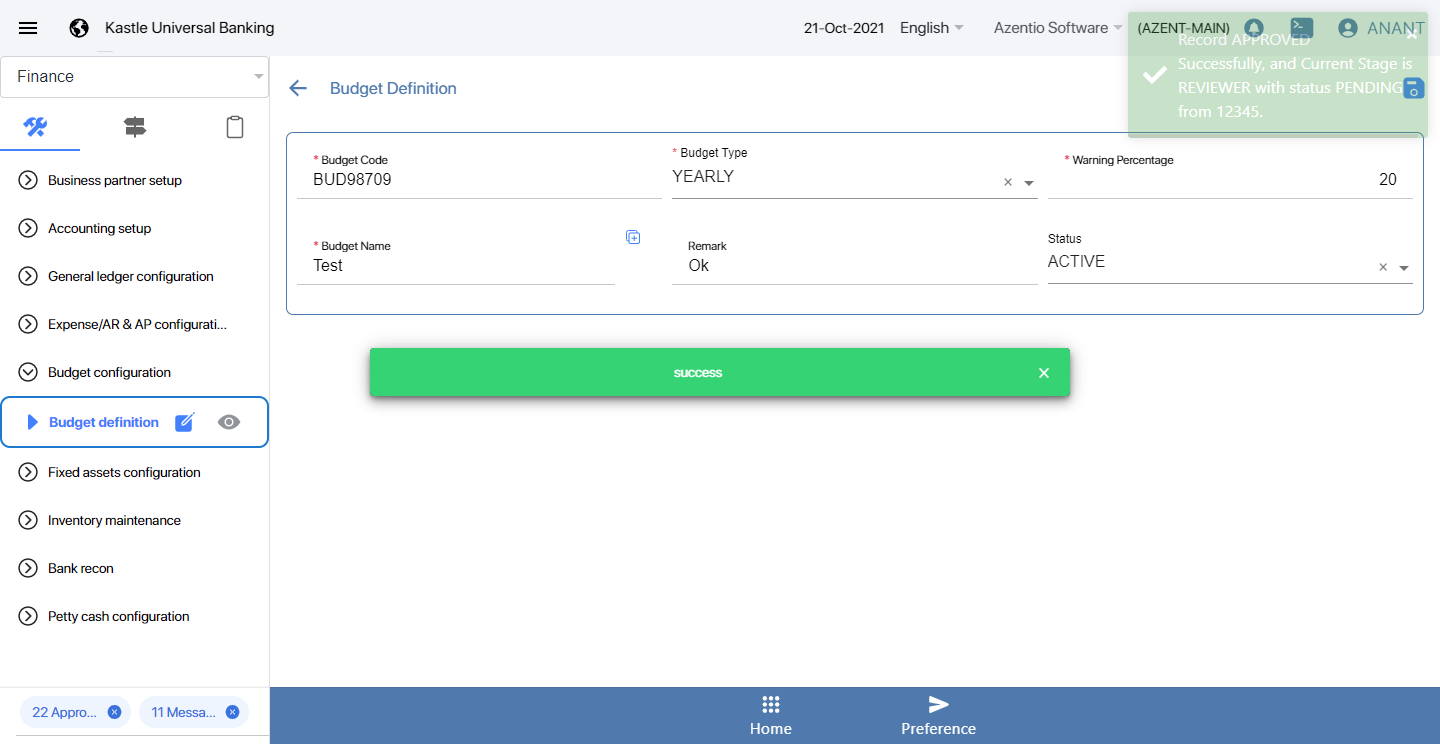 Kastle Universal Banking
21-Oct-2021
English
Azentio Software
(AZENT-MAIN)
ANANT
Record APPROVED
Successfully, and Current Stage is
REVIEWER with status PENDING
from 12345.
Finance
Budget Definition
Business partner setup
Accounting setup
General ledger configuration
Expense/AR & AP configurati...
Budget configuration
Budget definition
Fixed assets configuration
Inventory maintenance
Bank recon
Petty cash configuration
* Budget Code
BUD98709
* Budget Type
YEARLY
* Warning Percentage
20
* Budget Name
Test
Remark
Ok
Status
ACTIVE
success
22 Appro...
11 Messa...
Home
Preference